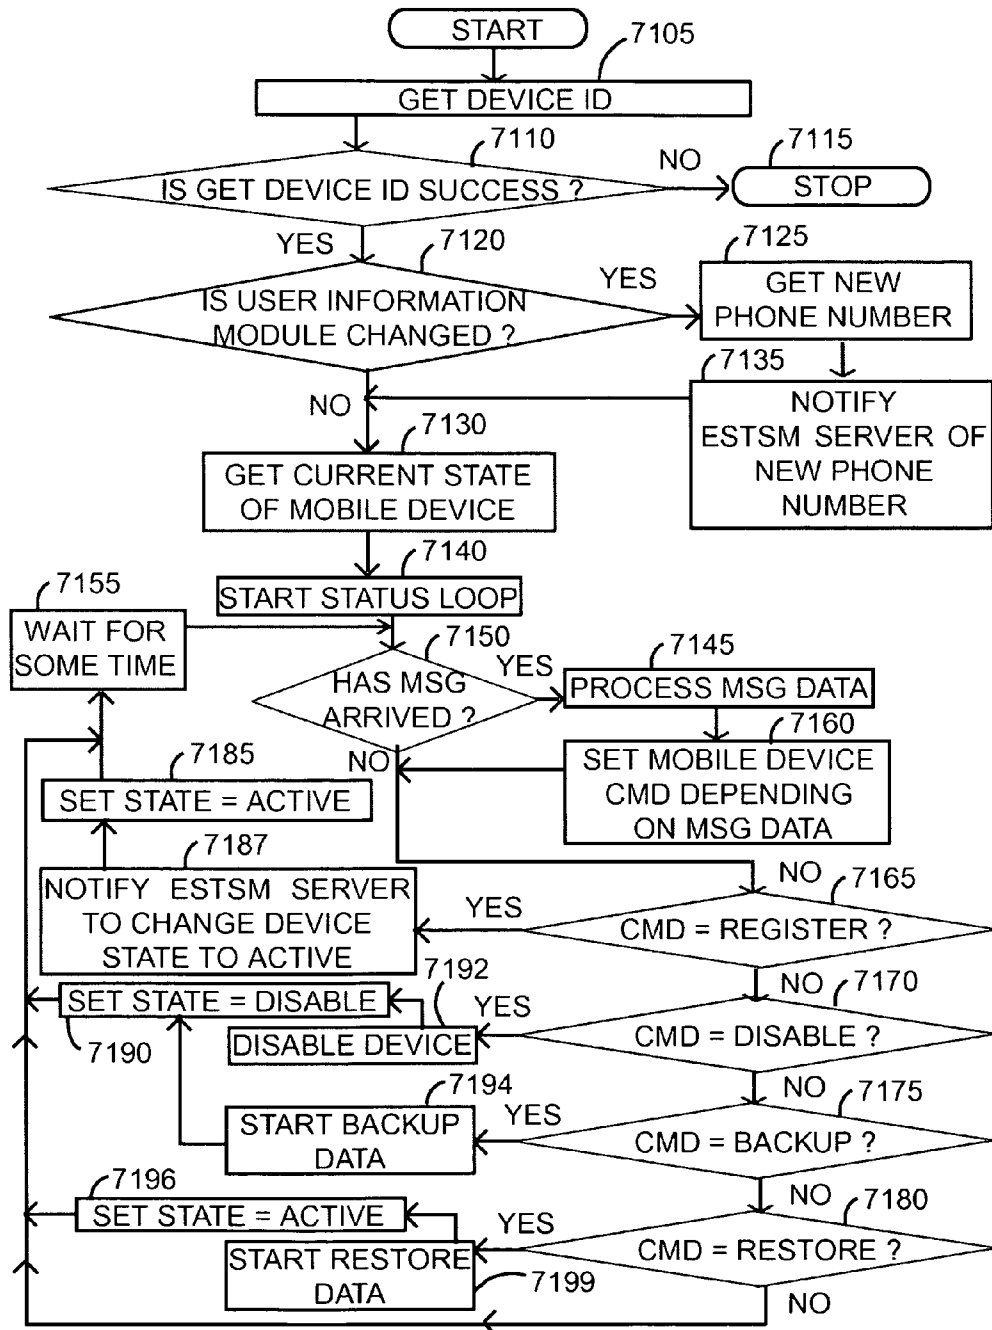 START
7105
GET DEVICE ID
7110
IS GET DEVICE ID SUCCESS ?
NO
7115
STOP
YES
7120
IS USER INFORMATION
MODULE CHANGED ?
YES
7125
GET NEW
PHONE NUMBER
NO
7135
NOTIFY
ESTSM SERVER OF
NEW PHONE
NUMBER
7130
GET CURRENT STATE
OF MOBILE DEVICE
7140
START STATUS LOOP
7155
WAIT FOR
SOME TIME
7150
HAS MSG
ARRIVED ?
YES
7145
PROCESS MSG DATA
NO
7160
SET MOBILE DEVICE
CMD DEPENDING
ON MSG DATA
7185
SET STATE = ACTIVE
7187
NOTIFY ESTSM SERVER
TO CHANGE DEVICE
STATE TO ACTIVE
YES
NO
7165
CMD = REGISTER ?
7192
SET STATE = DISABLE
7190
DISABLE DEVICE
YES
NO
7170
CMD = DISABLE ?
7194
START BACKUP
DATA
YES
NO
7175
CMD = BACKUP ?
7196
SET STATE = ACTIVE
START RESTORE
DATA
7199
YES
NO
7180
CMD = RESTORE ?
NO